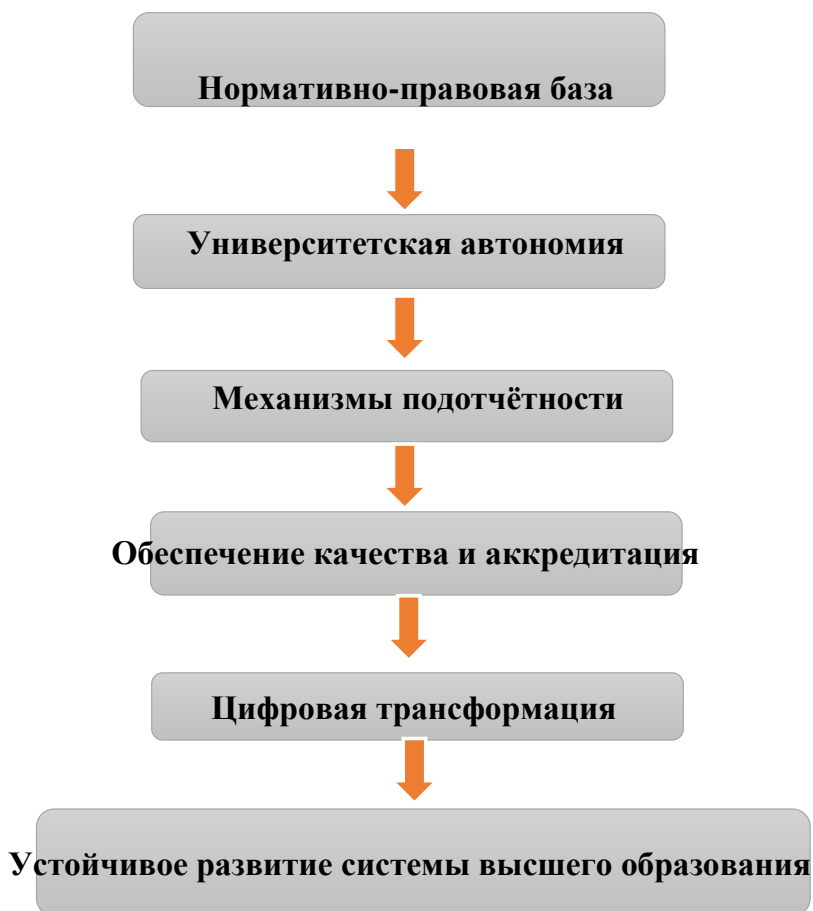 Нормативно-правовая база
Университетская автономия
Механизмы подотчётности
Обеспечение качества и аккредитация
Цифровая трансформация
Устойчивое развитие системы высшего образования